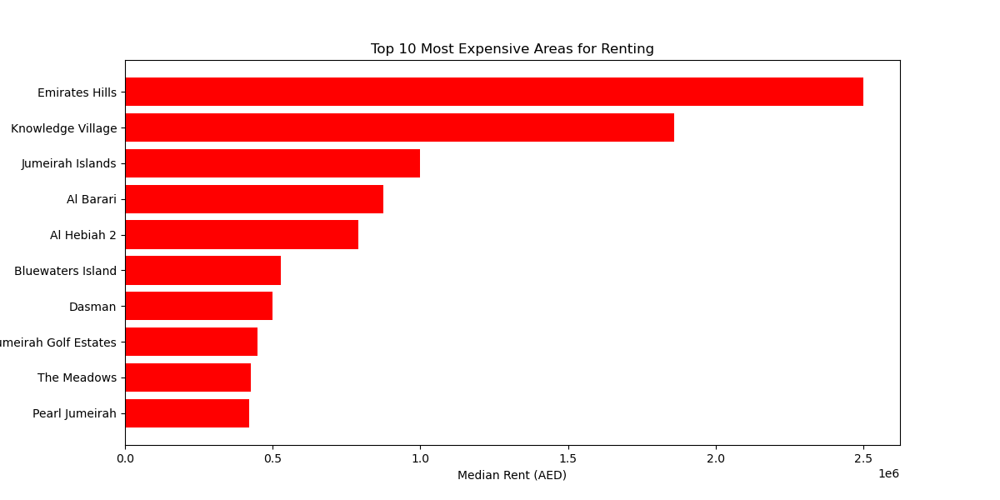 Top 10 Most Expensive Areas for Renting
Emirates Hills
Knowledge Village
Jumeirah Islands
Al Barari
Al Hebiah 2
Bluewaters Island
Dasman
umeirah Golf Estates
The Meadows
Pearl Jumeirah
0.0 0.5 1.0 1.5 2.0 2.5
1e6
Median Rent (AED)